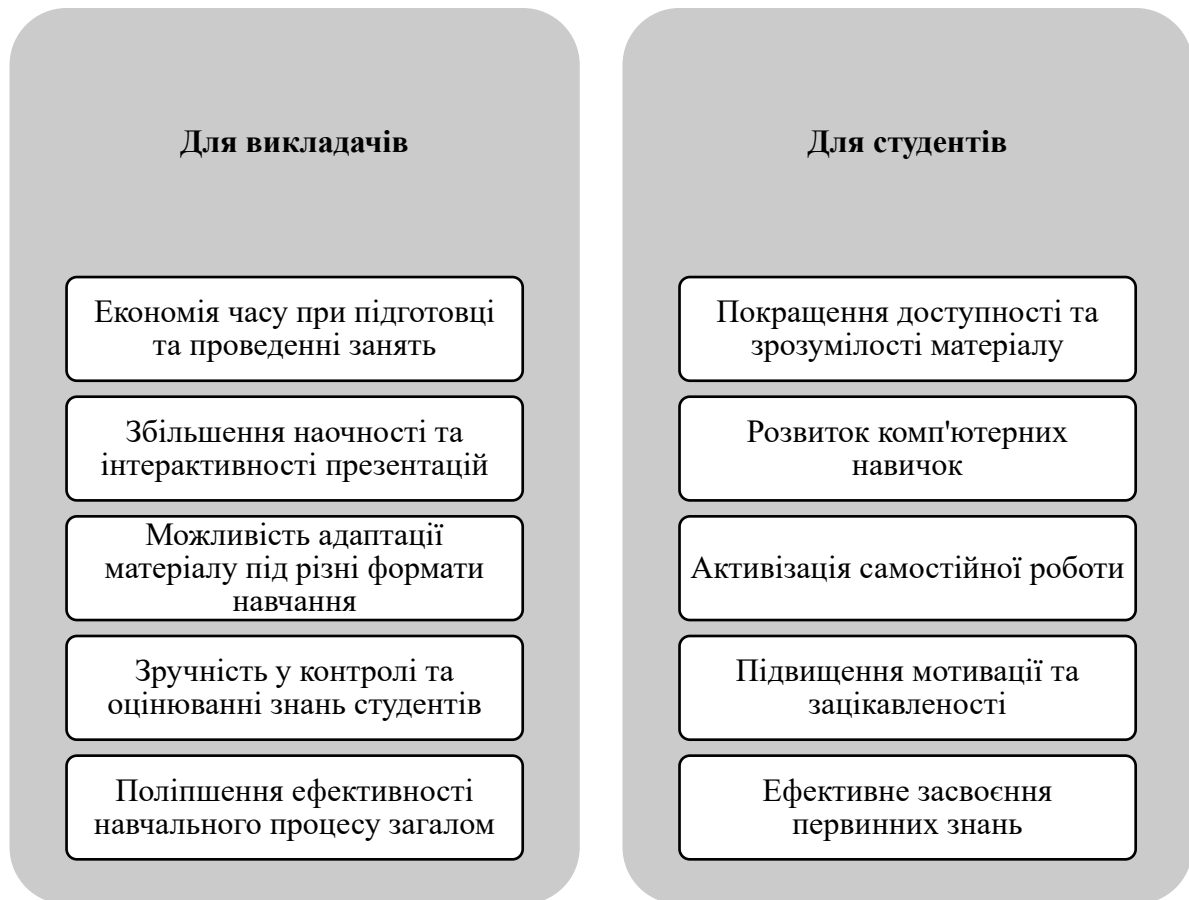 Для викладачів
Економія часу при підготовці
та проведенні занять
Збільшення наочності та
інтерактивності презентацій
Можливість адаптації
матеріалу під різні формати
навчання
Зручність у контролі та
оцінюванні знань студентів
Поліпшення ефективності
навчального процесу загалом
Для студентів
Покращення доступності та
зрозумілості матеріалу
Розвиток комп'ютерних
навичок
Активізація самостійної роботи
Підвищення мотивації та
зацікавленості
Ефективне засвоєння
первинних знань